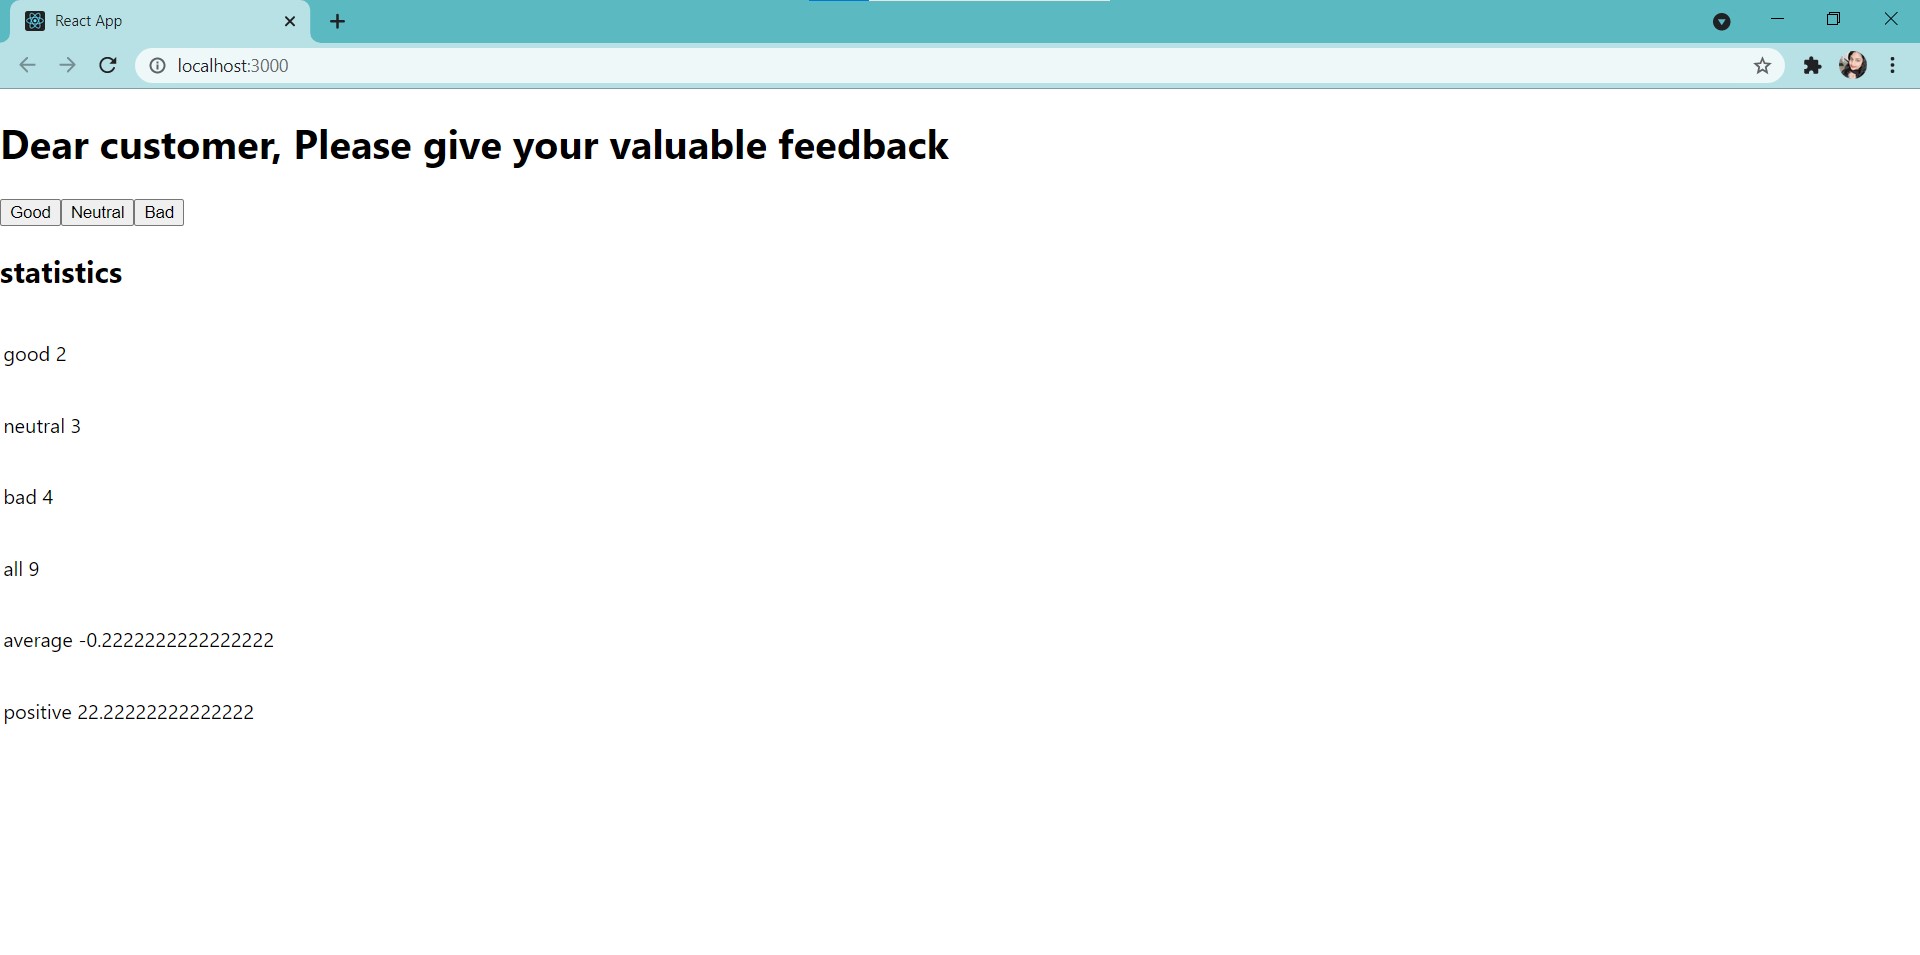 React App
localhost:3000
Dear customer, Please give your valuable feedback
Good Neutral Bad
statistics
good 2
neutral 3
bad 4
all 9
average -0.2222222222222222
positive 22.22222222222222